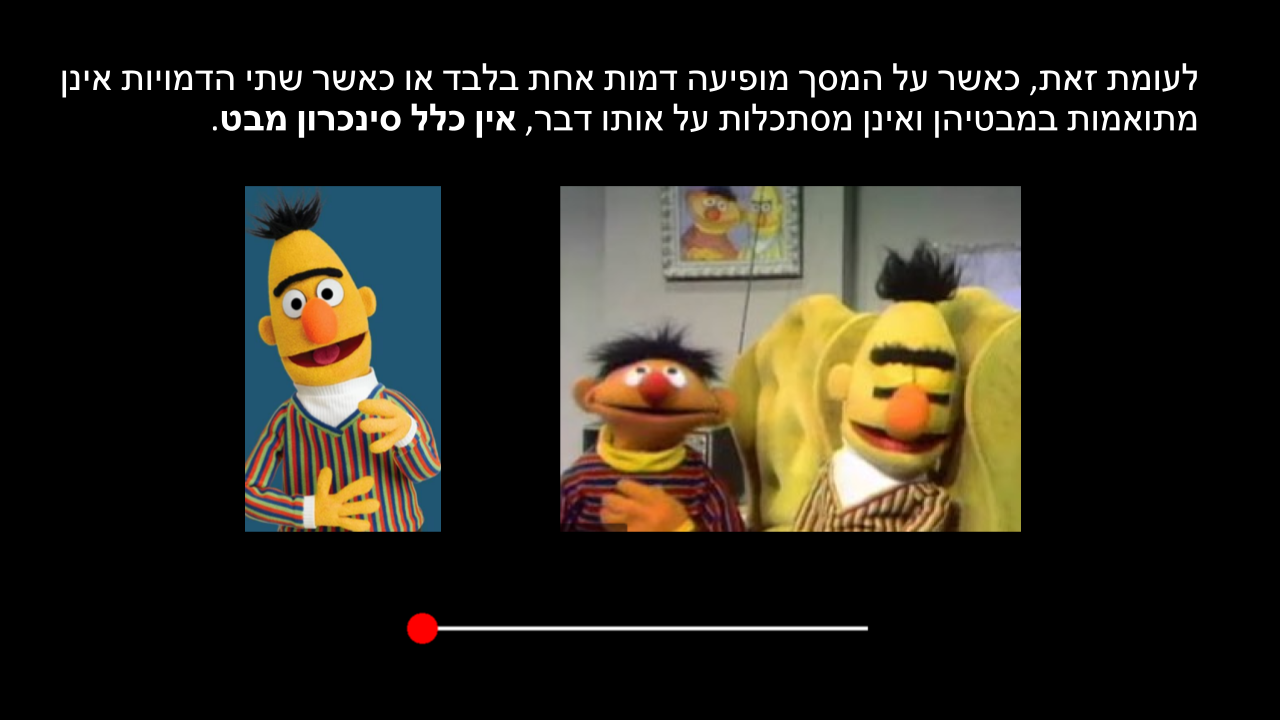 לעומת זאת, כאשר על המסך מופיעה דמות אחת בלבד או כאשר שתי הדמויות אינן
מתואמות במבטיהן ואינן מסתכלות על אותו דבר, אין כלל סינכרון מבט.